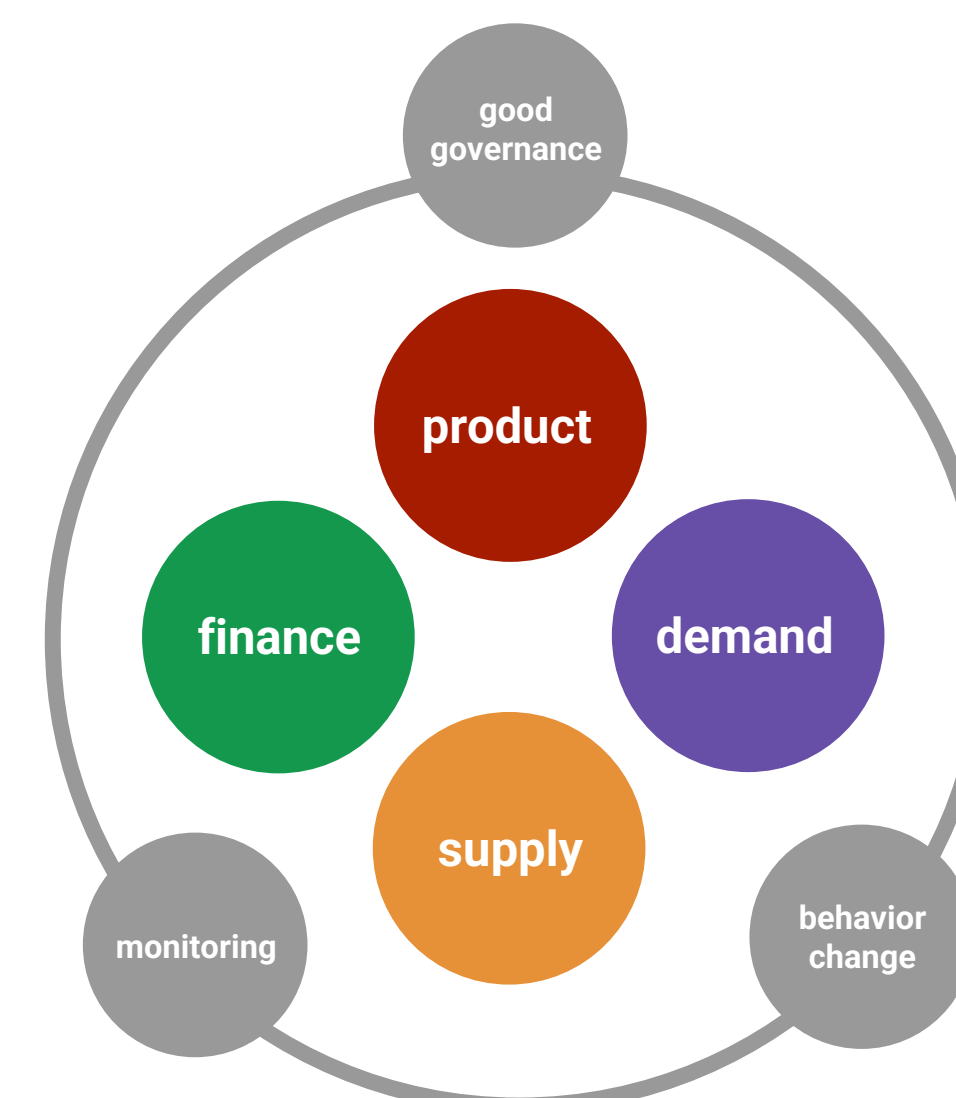 good
governance
product
finance
demand
supply
monitoring
behavior
change